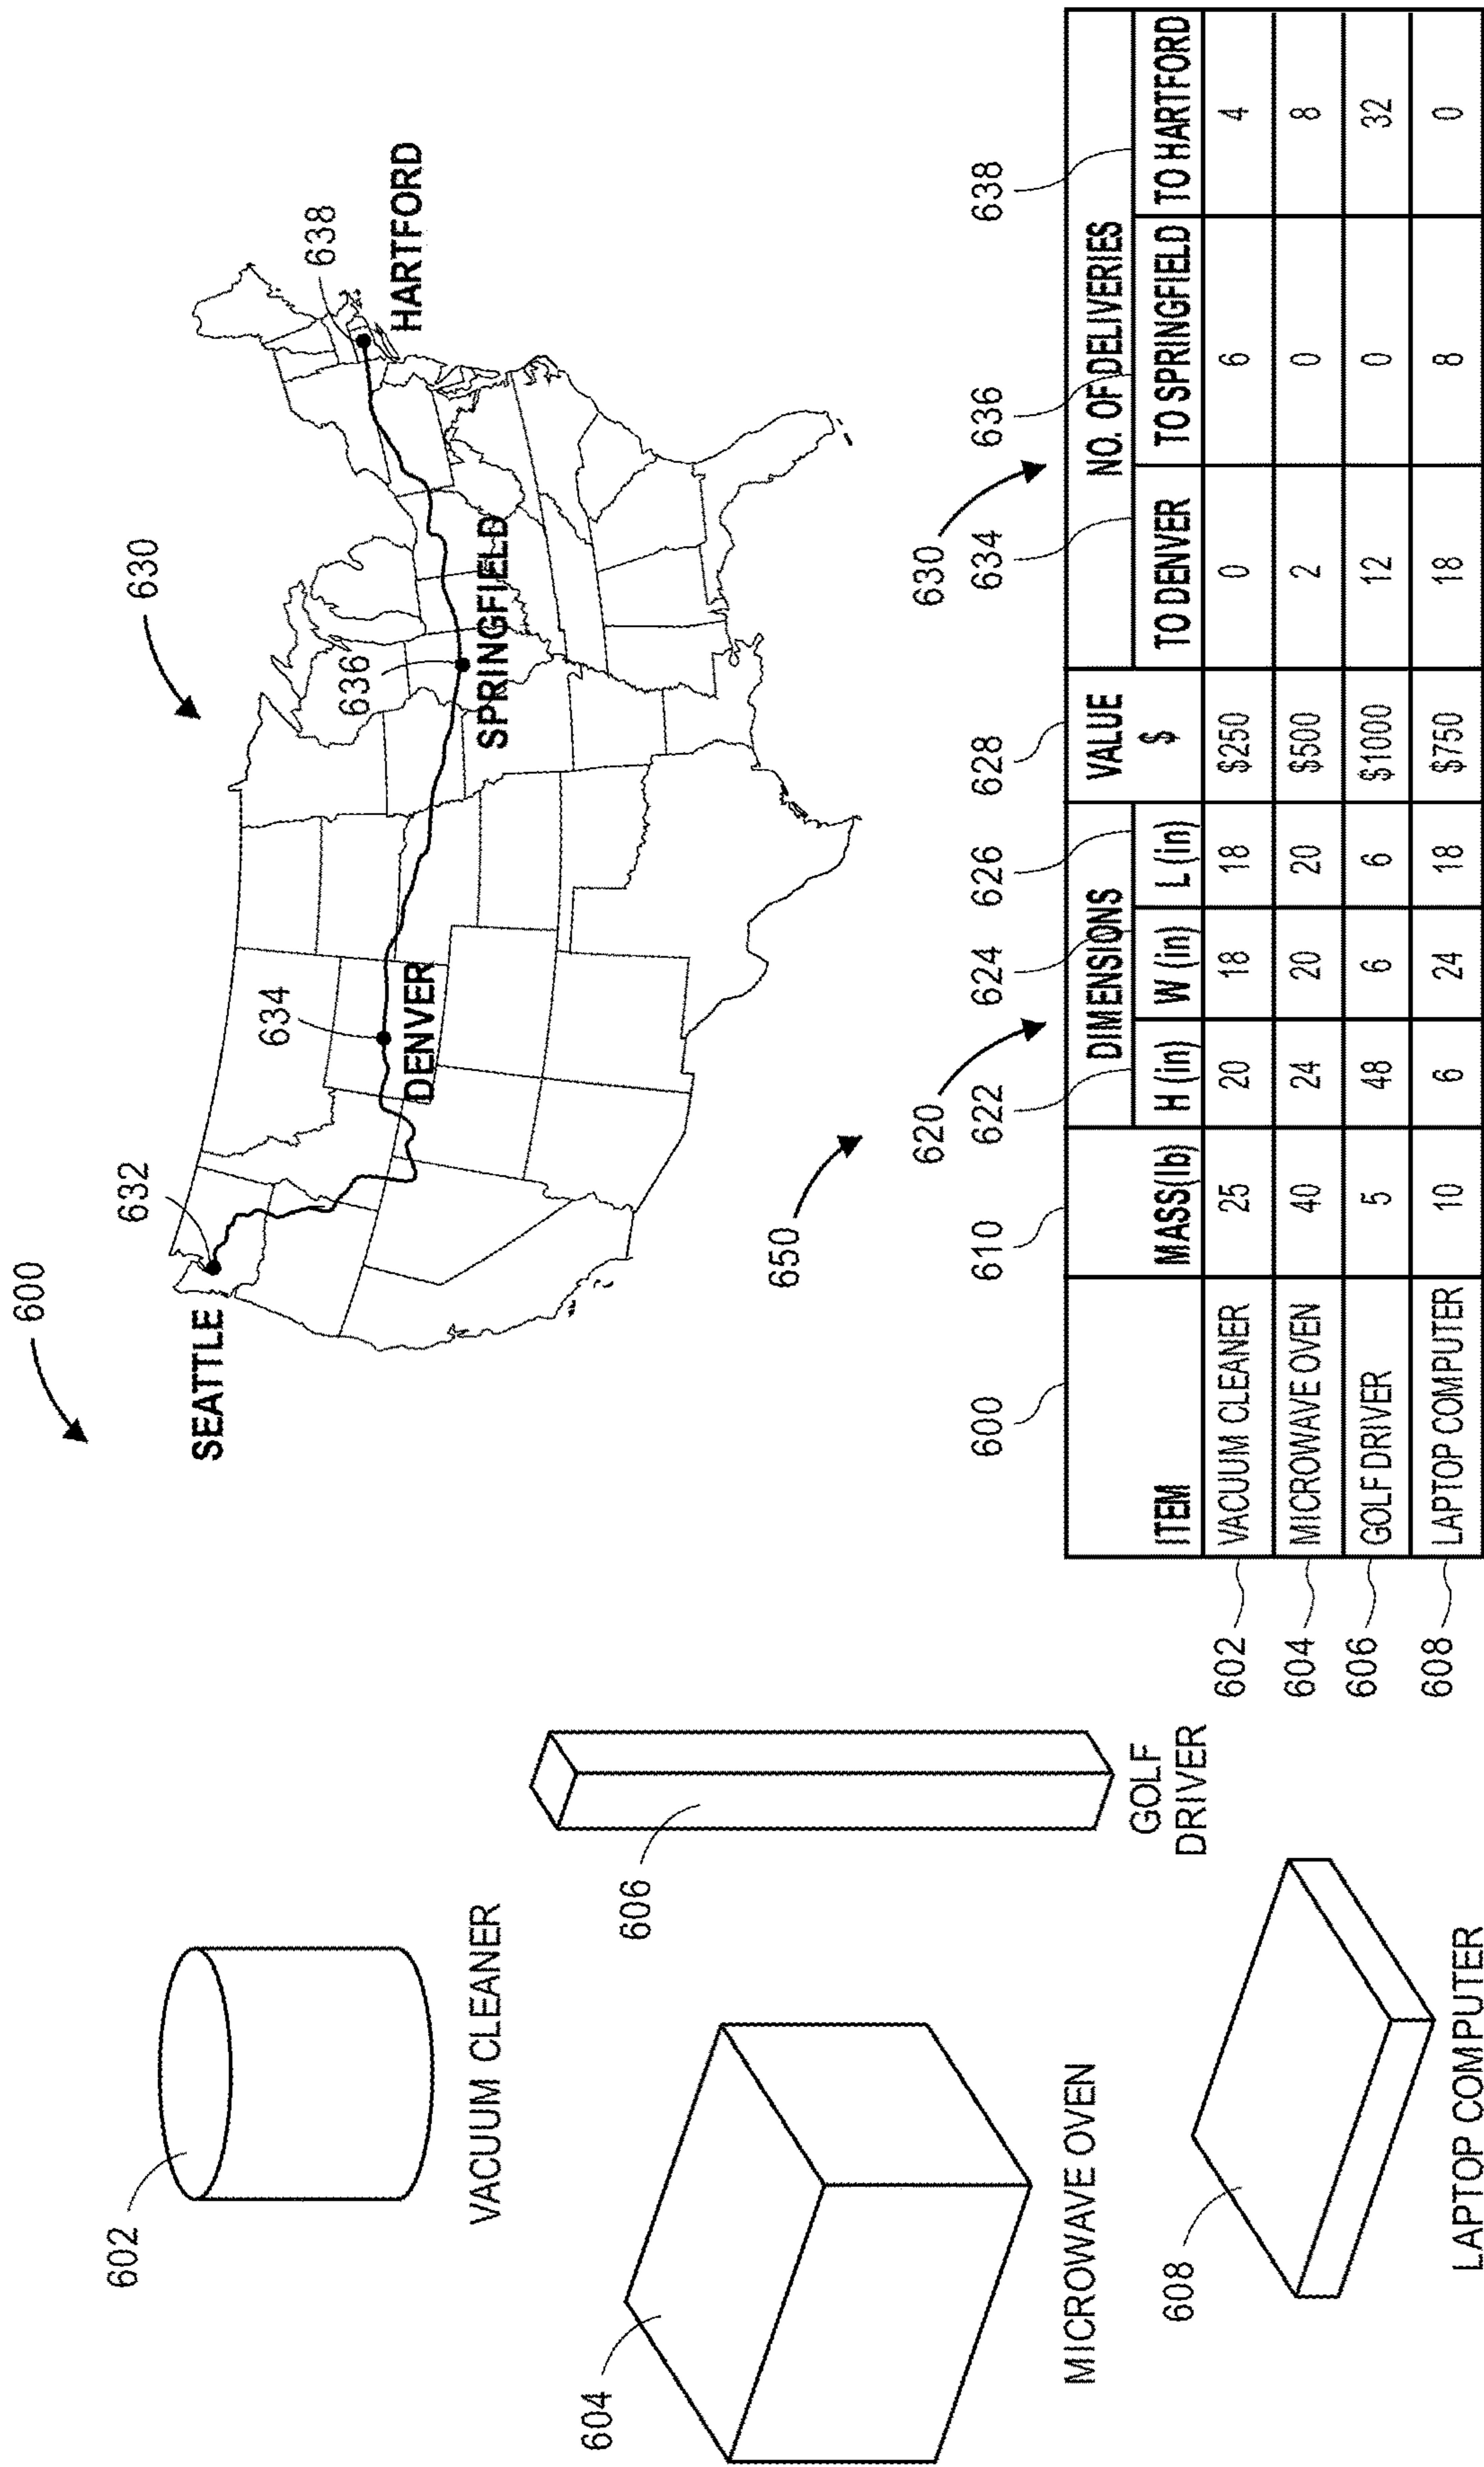 600
602
VACUUM CLEANER
604
MICROWAVE OVEN
606
GOLF
DRIVER
608
LAPTOP COMPUTER
630
SEATTLE
632
634
DENVER
636
SPRINGFIELD
638
HARTFORD
650
620
630
600 610 622 624 626 628 634 636 638
DIMENSIONS VALUE NO. OF DELIVERIES
ITEM MASS(lb) H (in) W (in) L (in) $ TO DENVER TO SPRINGFIELD TO HARTFORD
602 VACUUM CLEANER 25 20 18 18 $250 0 6 4
604 MICROWAVE OVEN 40 24 20 20 $500 2 0 8
606 GOLF DRIVER 5 48 6 6 $1000 12 0 32
608 LAPTOP COMPUTER 10 6 24 18 $750 18 8 0